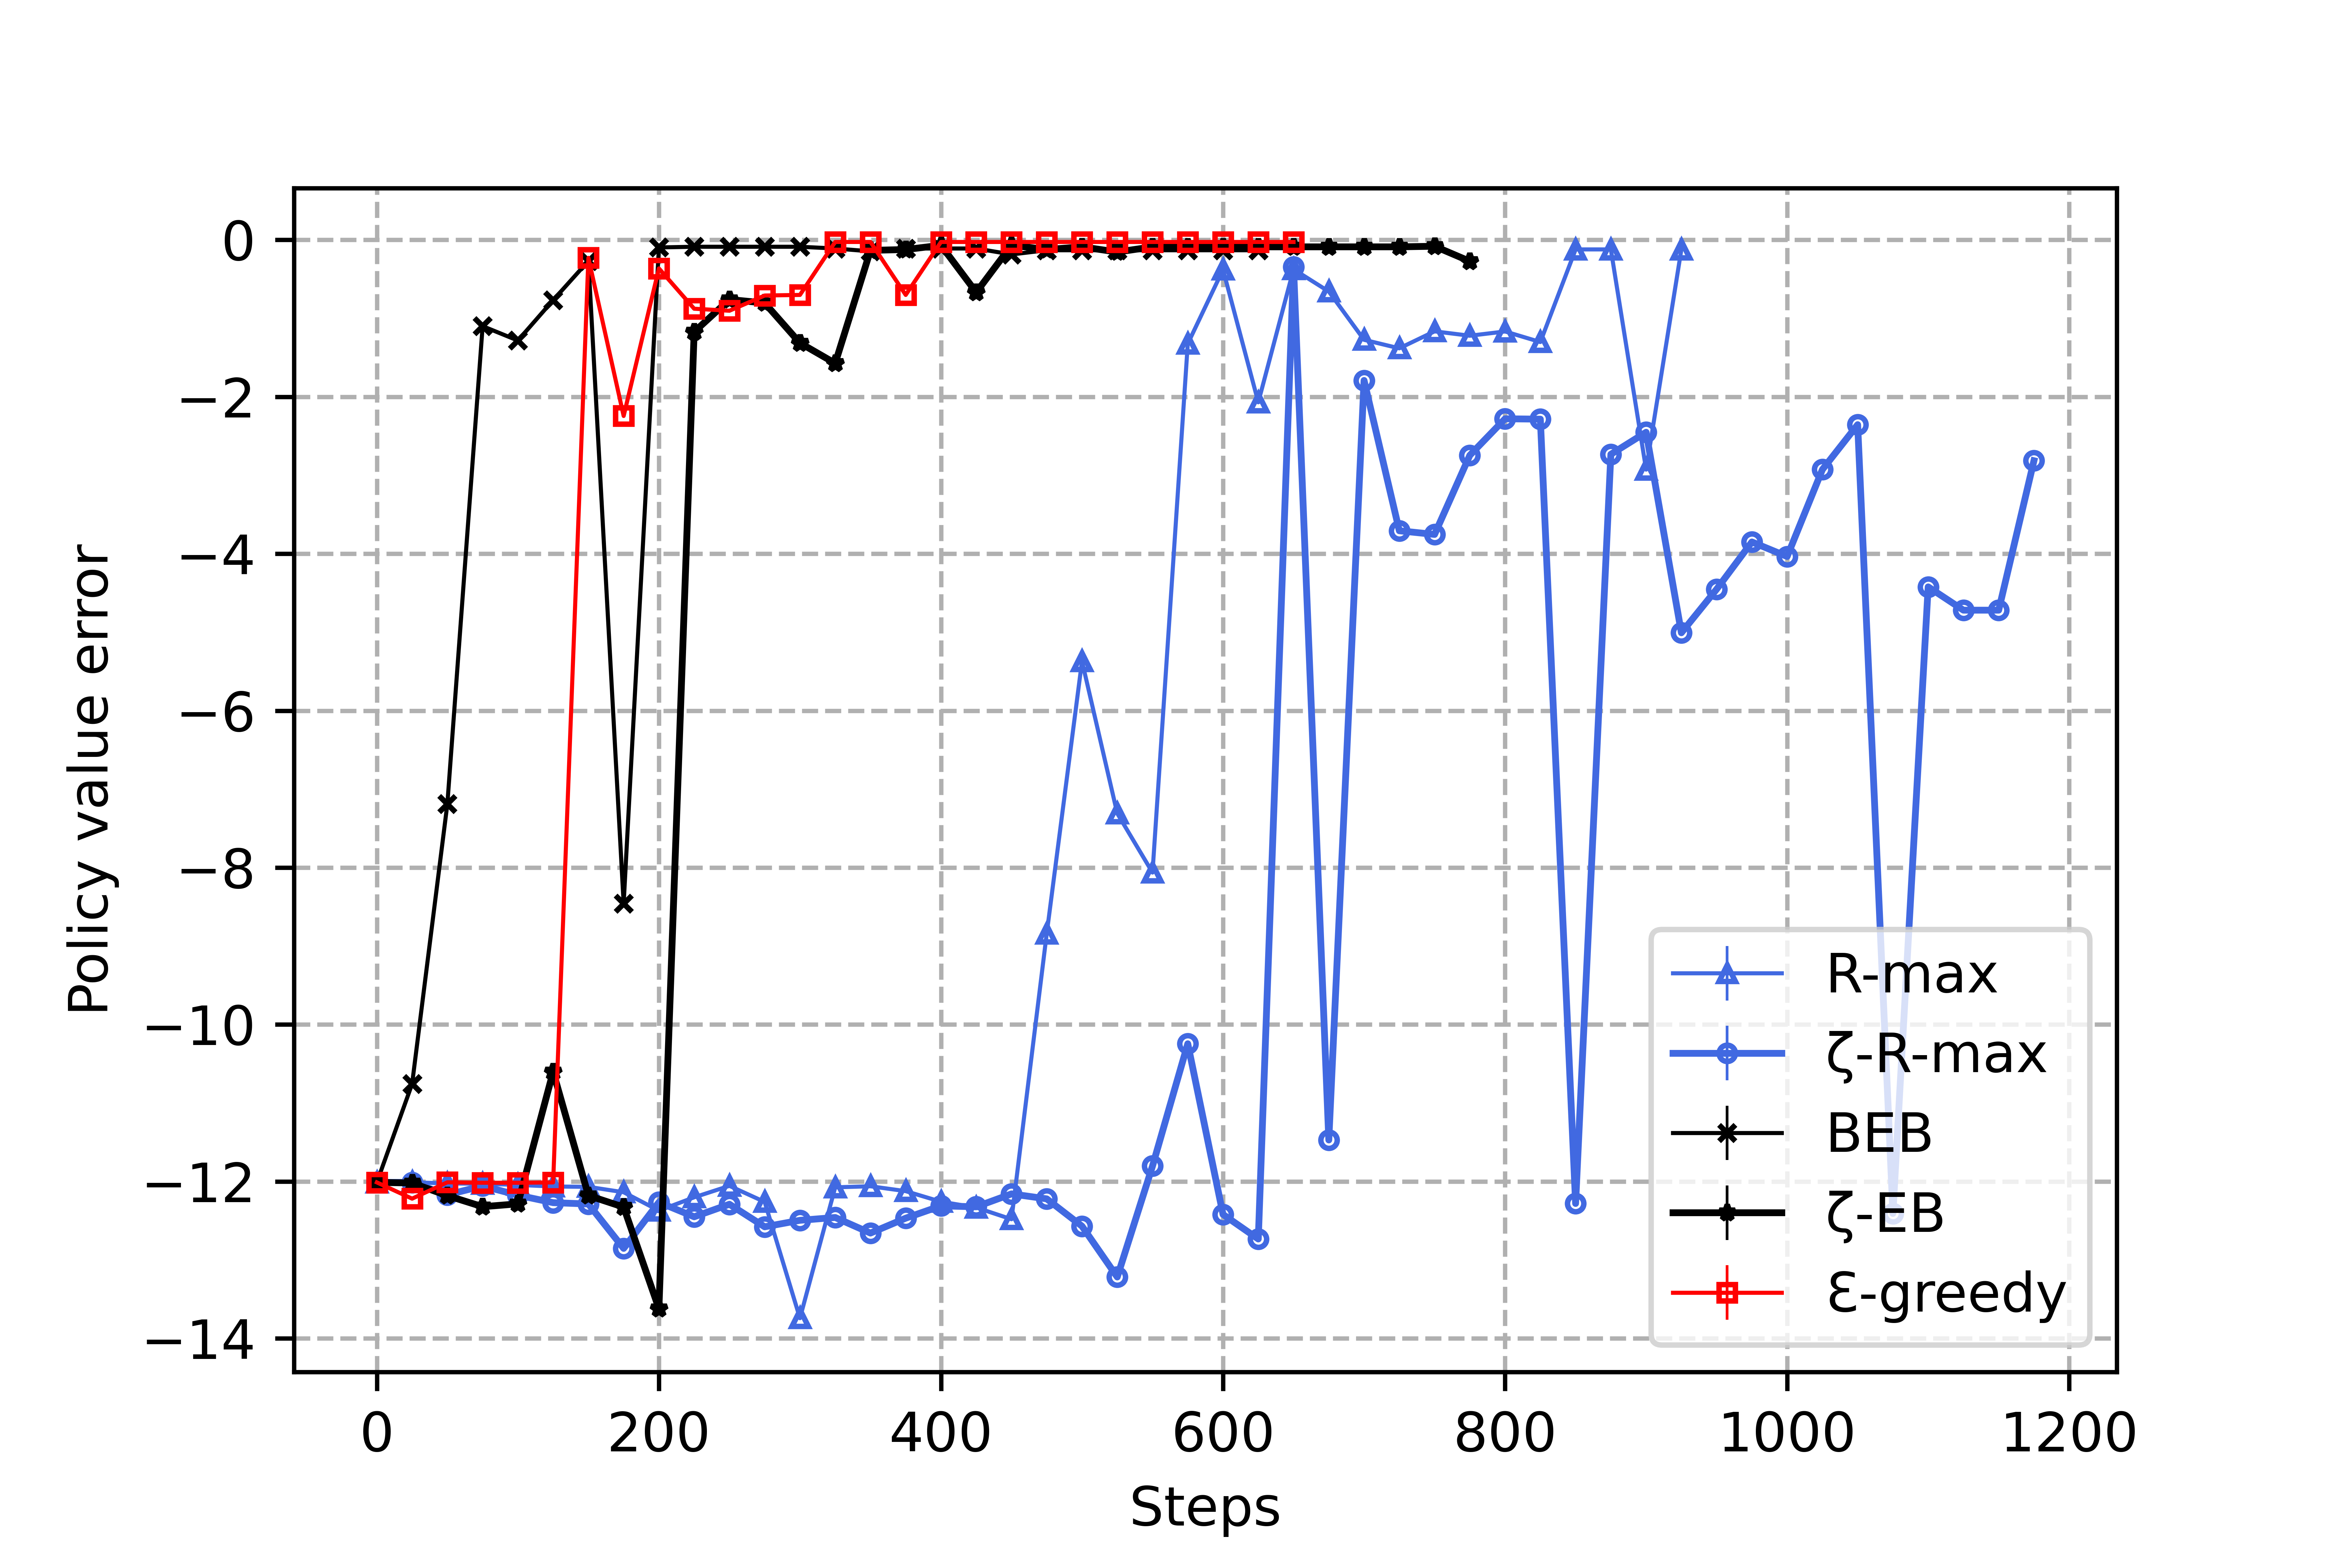 0
−2
−4
−6
−8
−10
−12
−14
Policy value error
R-max
ζ-R-max
BEB
ζ-EB
Ɛ-greedy
0 200 400 600 800 1000 1200
Steps